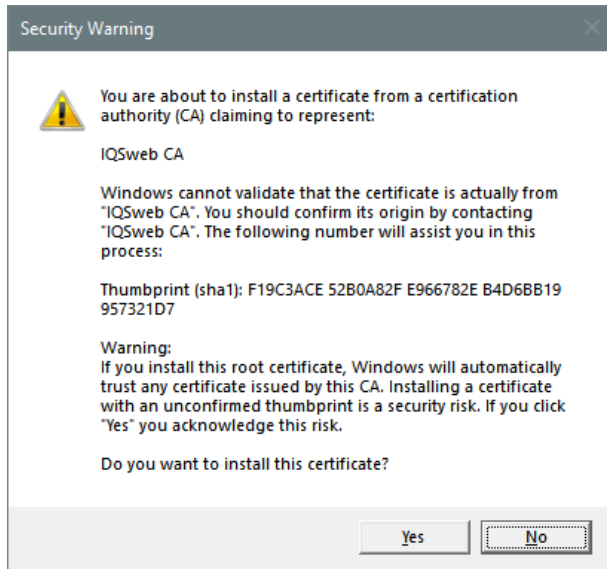 Security Warning
You are about to install a certificate from a certification
authority (CA) claiming to represent:
IQSweb CA
Windows cannot validate that the certificate is actually from
"IQSweb CA". You should confirm its origin by contacting
"IQSweb CA". The following number will assist you in this
process:
Thumbprint (sha1): F19C3ACE 52B0A82F E966782E B4D6BB19
957321D7
Warning:
If you install this root certificate, Windows will automatically
trust any certificate issued by this CA. Installing a certificate
with an unconfirmed thumbprint is a security risk. If you click
"Yes" you acknowledge this risk.
Do you want to install this certificate?
Yes No